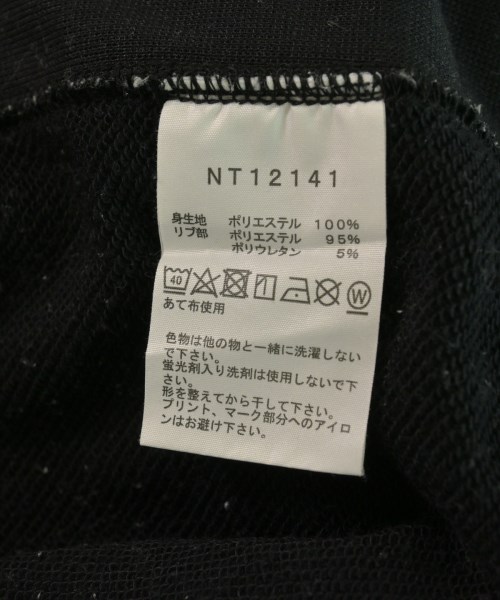 NT12141
身生地 ポリエステル 100%
リブ部 ポリエステル 95%
ポリウレタン 5%
40 W
あて布使用
色物は他の物と一緒に洗濯しない
で下さい。
蛍光剤入り洗剤は使用しないで下
さい。
形を整えてから干して下さい。
プリント、マーク部分へのアイロ
ンはお避け下さい。